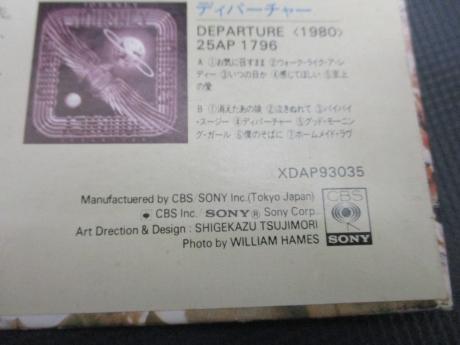 JOURNEY
ディパーチャー
DEPARTURE〈1980〉
25AP 1796
A ①お気に召すまま ②ウォーク・ライク・ア・レ
ディー ③いつの日か ④感じてほしい ⑤至上
の愛
B ①消えたあの娘 ②泣きぬれて ③バイバイ
・スージー ④ディパーチャー ⑤グッド・モーニン
グ・ガール ⑥僕のそばに ⑦ホームメイド・ラヴ
XDAP93035
Manufactuered by CBS/SONY Inc.(Tokyo Japan)
● CBS Inc. SONY® Sony Corp.
Art Drection & Design : SHIGEKAZU TSUJIMORI
Photo by WILLIAM HAMES
CBS
SONY